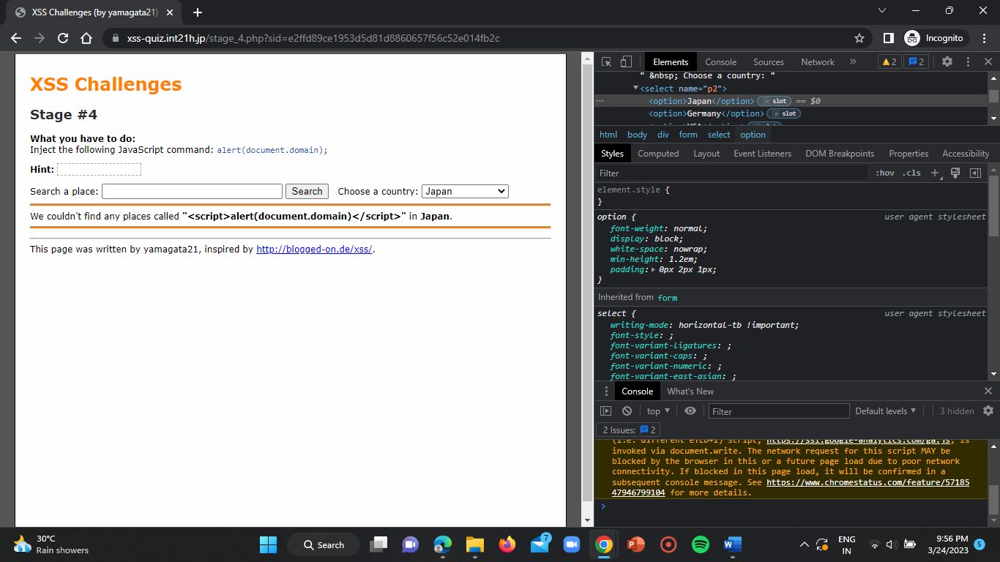 XSS Challenges (by yamagata21)
xss-quiz.int21h.jp/stage_4.php?sid=e2ffd89ce1953d5d81d8860657f56c52e014fb2c
Incognito
XSS Challenges
Stage #4
What you have to do:
Inject the following JavaScript command: alert(document.domain);
Hint:
Search a place: Search Choose a country: Japan
We couldn't find any places called "<script>alert(document.domain)</script>" in Japan.
This page was written by yamagata21, inspired by http://blogged-on.de/xss/.
Elements Console Sources Network » 2 2
" &nbsp; Choose a country: "
<select name="p2">
<option>Japan</option> slot == $0
<option>Germany</option> slot
html body div form select option
Styles Computed Layout Event Listeners DOM Breakpoints Properties Accessibility
Filter :hov .cls
element.style {
}
option { user agent stylesheet
font-weight: normal;
display: block;
white-space: nowrap;
min-height: 1.2em;
padding: 0px 2px 1px;
}
Inherited from form
select { user agent stylesheet
writing-mode: horizontal-tb !important;
font-style: ;
font-variant-ligatures: ;
font-variant-caps: ;
font-variant-numeric: ;
font-variant-east-asian: ;
Console What's New
top Filter Default levels 3 hidden
2 Issues: 2
(i.e. different eTLD+1) script, https://ssl.google-analytics.com/ga.js, is
invoked via document.write. The network request for this script MAY be
blocked by the browser in this or a future page load due to poor network
connectivity. If blocked in this page load, it will be confirmed in a
subsequent console message. See https://www.chromestatus.com/feature/57185
47946799104 for more details.
30°C
Rain showers
Search
7
ENG
IN
9:56 PM
3/24/2023
5